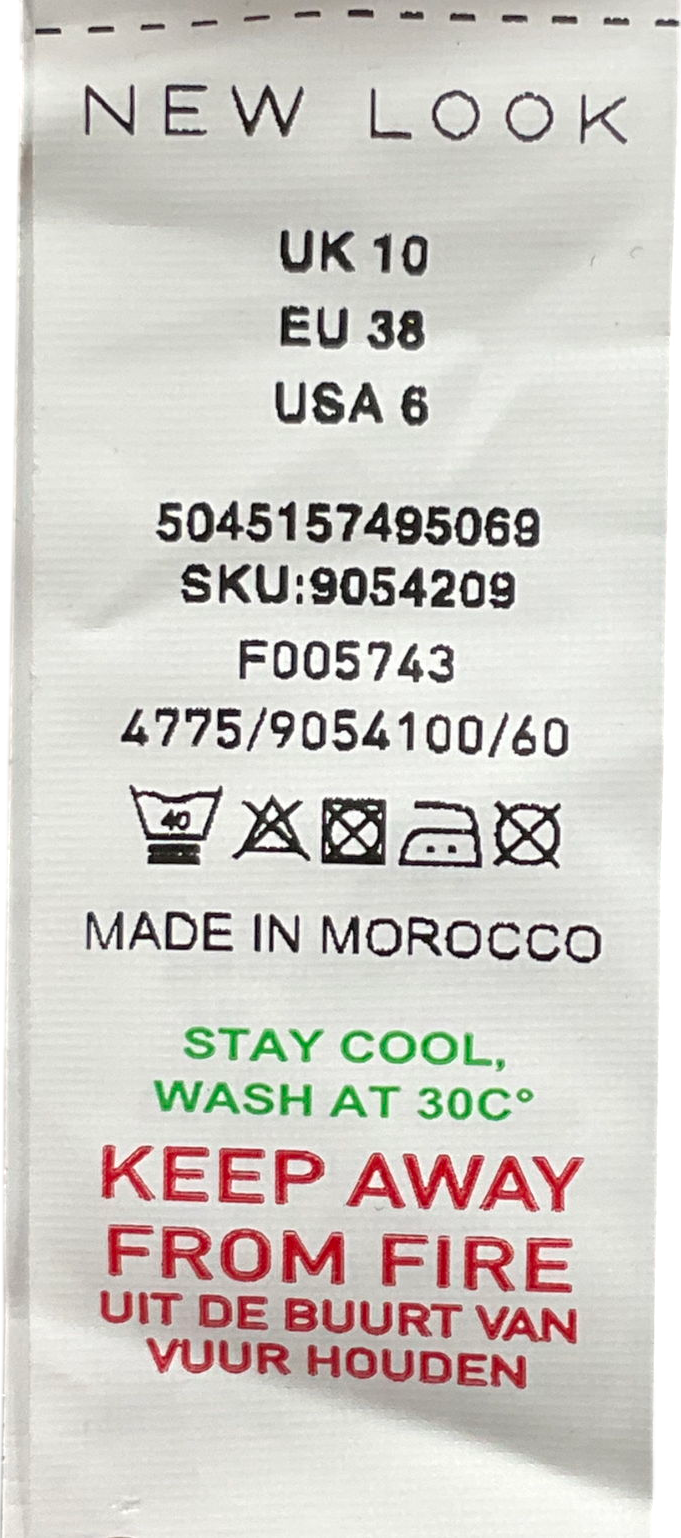 NEW LOOK
UK 10
EU 38
USA 6
5045157495069
SKU:9054209
F005743
4775/9054100/60
40
MADE IN MOROCCO
STAY COOL,
WASH AT 30C°
KEEP AWAY
FROM FIRE
UIT DE BUURT VAN
VUUR HOUDEN